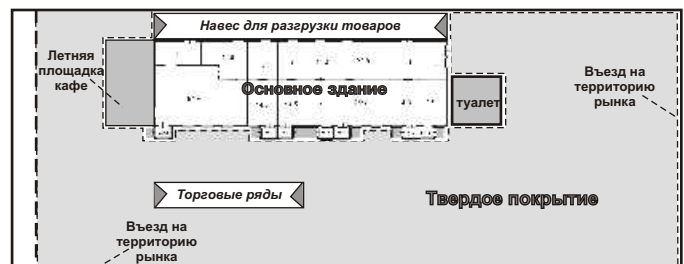 Навес для разгрузки товаров
Летняя
площадка
кафе
Основное здание
туалет
Въезд на
территорию
рынка
Торговые ряды
Твердое покрытие
Въезд на
территорию
рынка